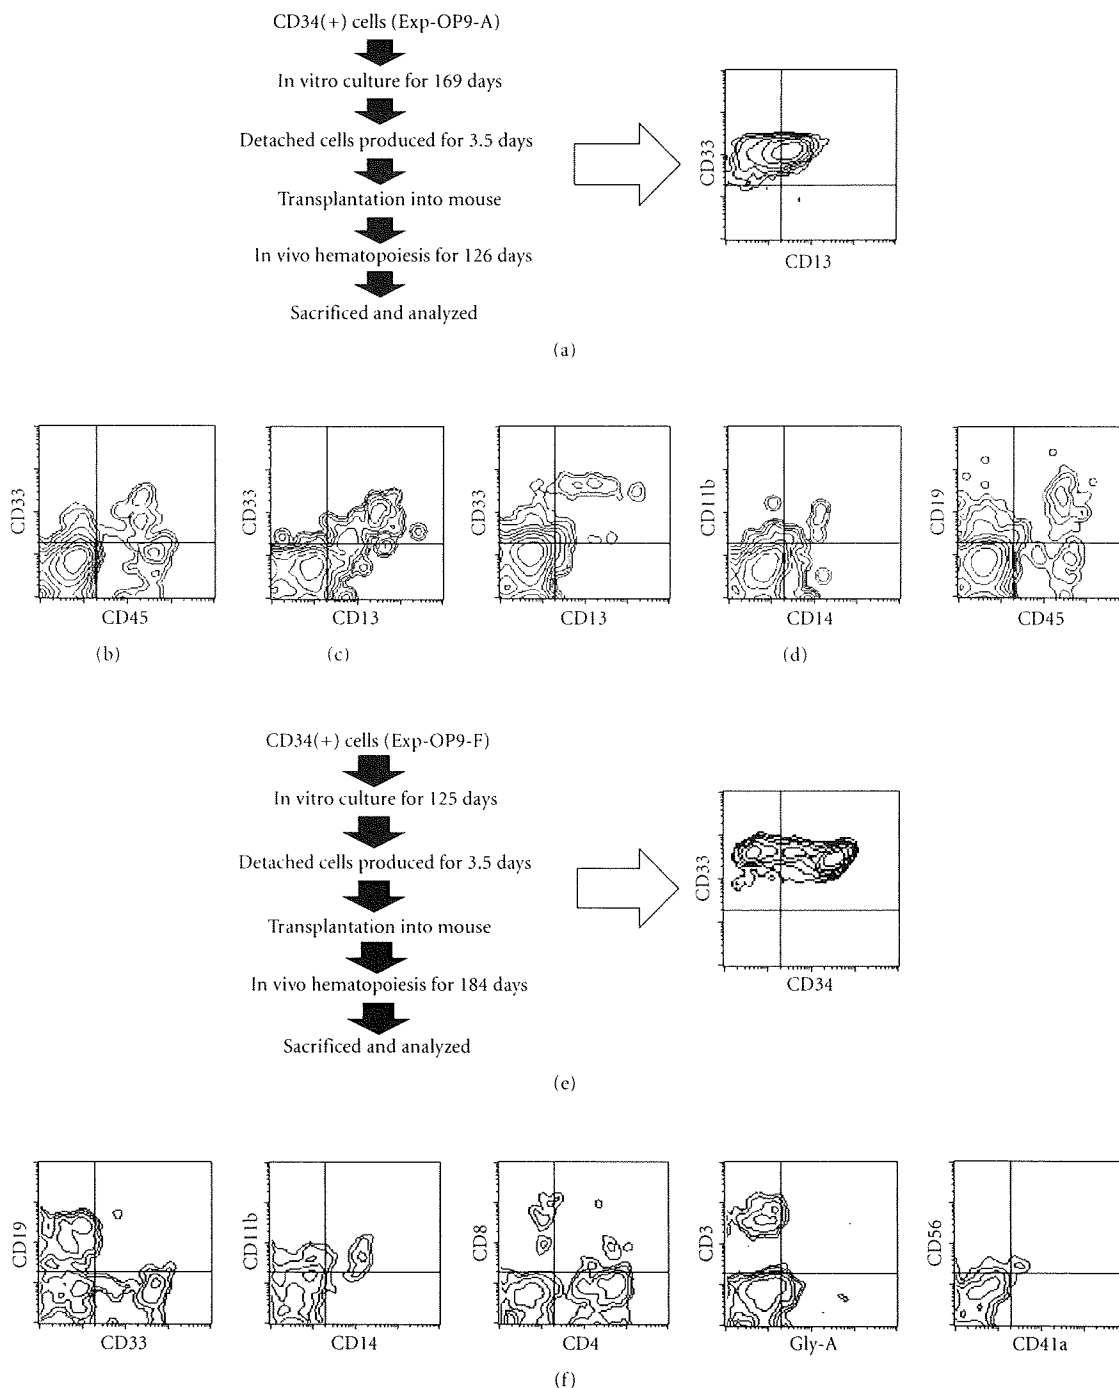 CD34(+) cells (Exp-OP9-A)
In vitro culture for 169 days
Detached cells produced for 3.5 days
Transplantation into mouse
In vivo hematopoiesis for 126 days
Sacrificed and analyzed
CD33
CD13
(a)
CD33
CD45
(b)
CD33
CD13
(c)
CD33
CD13
CD11b
CD14
(d)
CD19
CD45
CD34(+) cells (Exp-OP9-F)
In vitro culture for 125 days
Detached cells produced for 3.5 days
Transplantation into mouse
In vivo hematopoiesis for 184 days
Sacrificed and analyzed
CD33
CD34
(e)
CD19
CD33
CD11b
CD14
CD8
CD4
CD3
Gly-A
CD56
CD41a
(f)